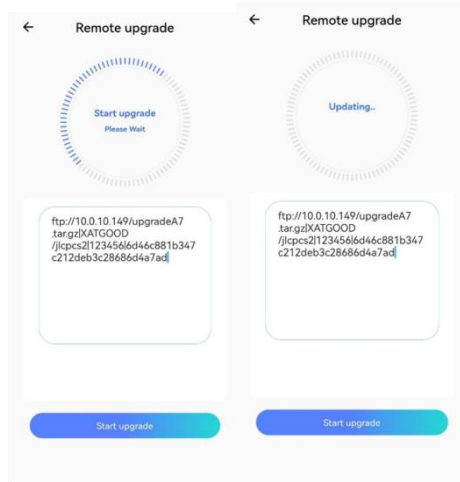 Remote upgrade
Start upgrade
Please Wait
ftp://10.0.10.149/upgradeA7
.tar.gz|XATGOOD
/jlcpcs2|123456|6d46c881b347
c212deb3c28686d4a7ad
Start upgrade
Remote upgrade
Updating..
ftp://10.0.10.149/upgradeA7
.tar.gz|XATGOOD
/jlcpcs2|123456|6d46c881b347
c212deb3c28686d4a7ad
Start upgrade